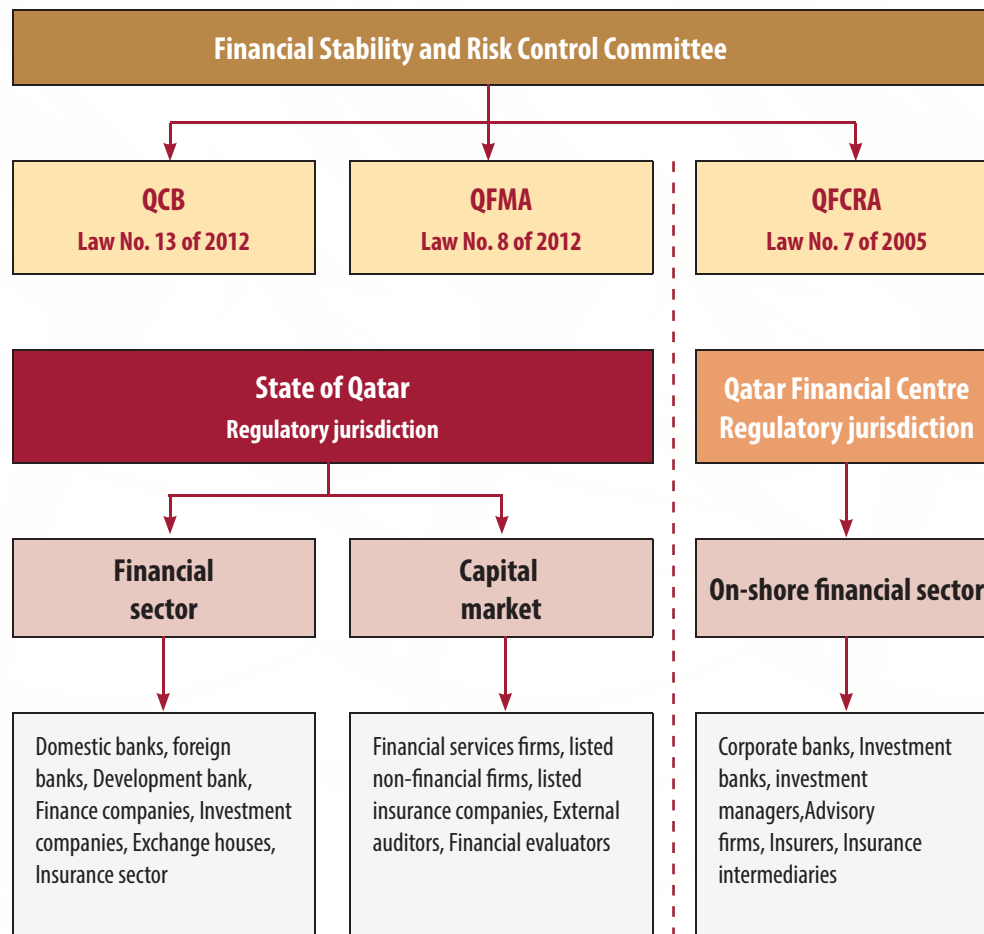 Financial Stability and Risk Control Committee
QCB
Law No. 13 of 2012
QFMA
Law No. 8 of 2012
QFCRA
Law No. 7 of 2005
State of Qatar
Regulatory jurisdiction
Qatar Financial Centre
Regulatory jurisdiction
Financial
sector
Capital
market
On-shore financial sector
Domestic banks, foreign
banks, Development bank,
Finance companies, Investment
companies, Exchange houses,
Insurance sector
Financial services firms, listed
non-financial firms, listed
insurance companies, External
auditors, Financial evaluators
Corporate banks, Investment
banks, investment
managers,Advisory
firms, Insurers, Insurance
intermediaries